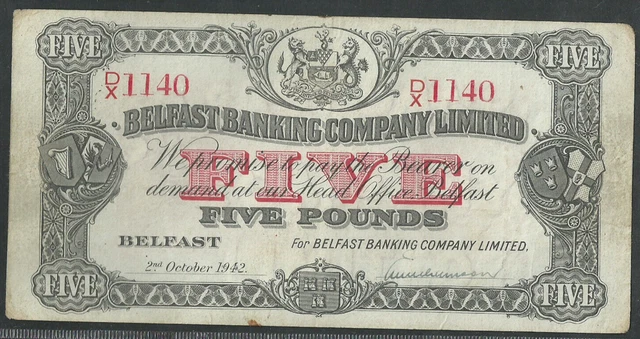 FIVE FIVE
D/X 1140 D/X 1140
BELFAST BANKING COMPANY LIMITED
We promise to pay the Bearer on
demand at our Head Office, Belfast
FIVE
FIVE POUNDS
BELFAST For BELFAST BANKING COMPANY LIMITED.
2nd October 1942.
FIVE FIVE